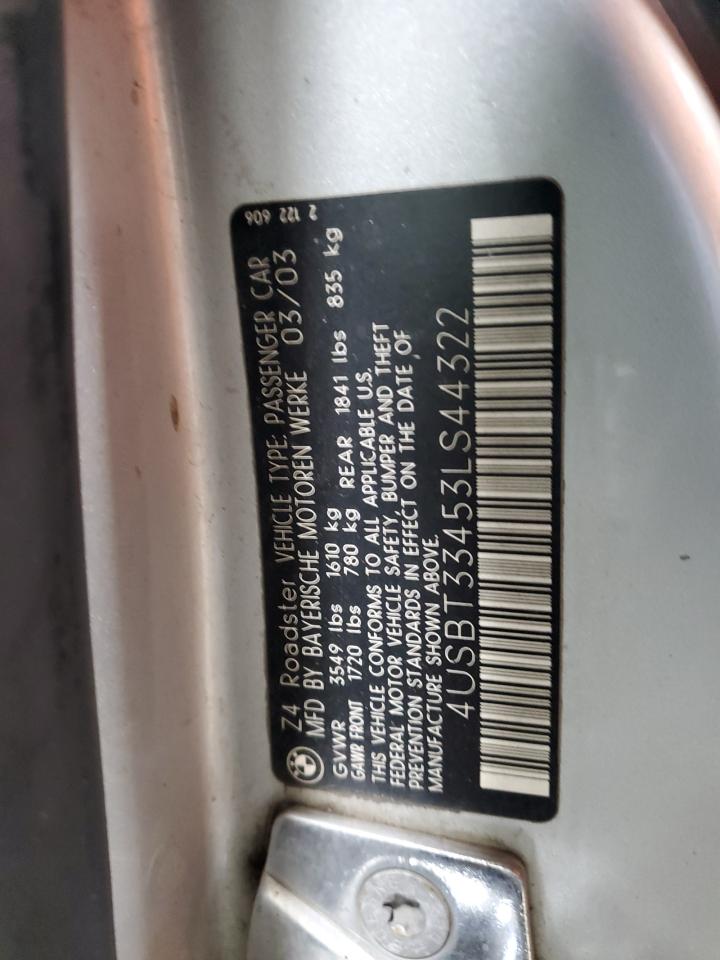 2 122 606
Z4 Roadster VEHICLE TYPE: PASSENGER CAR
MFD BY BAYERISCHE MOTOREN WERKE 03/03
GVWR 3549 lbs 1610 kg
GAWR FRONT 1720 lbs 780 kg REAR 1841 lbs 835 kg
THIS VEHICLE CONFORMS TO ALL APPLICABLE U.S.
FEDERAL MOTOR VEHICLE SAFETY, BUMPER AND THEFT
PREVENTION STANDARDS IN EFFECT ON THE DATE OF
MANUFACTURE SHOWN ABOVE.
4USBT33453LS44322